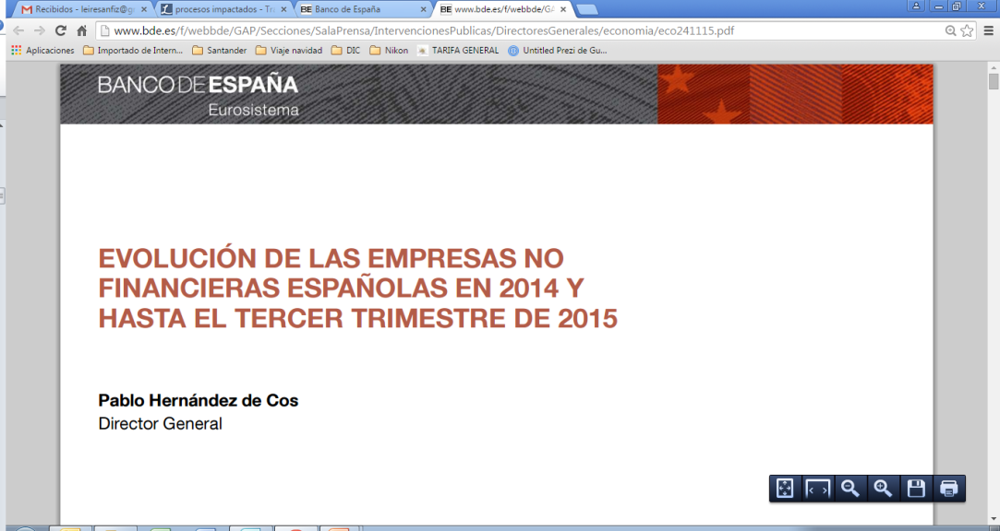 Recibidos - leiresanfiz@g
procesos impactados - Tr
BE Banco de España
BE www.bde.es/f/webbde/GA
www.bde.es/f/webbde/GAP/Secciones/SalaPrensa/IntervencionesPublicas/DirectoresGenerales/economia/eco241115.pdf
Aplicaciones Importado de Intern... Santander Viaje navidad DIC Nikon TARIFA GENERAL Untitled Prezi de Gu...
BANCO DE ESPAÑA
Eurosistema
EVOLUCIÓN DE LAS EMPRESAS NO
FINANCIERAS ESPAÑOLAS EN 2014 Y
HASTA EL TERCER TRIMESTRE DE 2015
Pablo Hernández de Cos
Director General